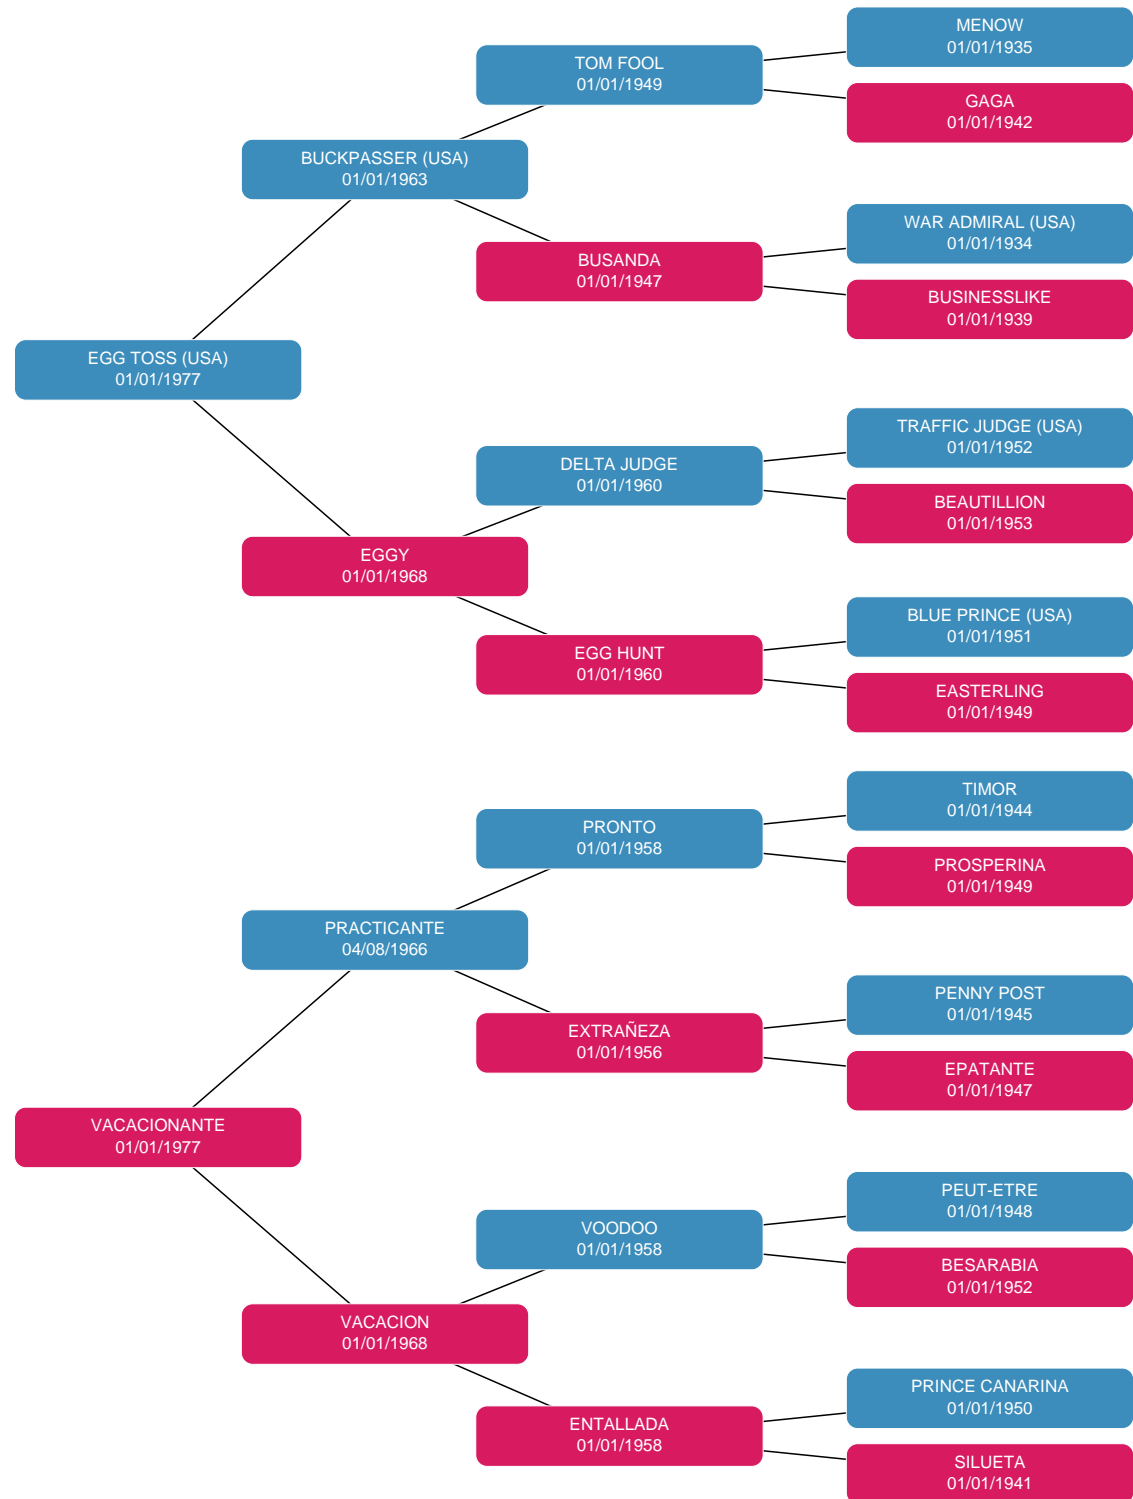 MENOW
01/01/1935
TOM FOOL
01/01/1949
GAGA
01/01/1942
BUCKPASSER (USA)
01/01/1963
WAR ADMIRAL (USA)
01/01/1934
BUSANDA
01/01/1947
BUSINESSLIKE
01/01/1939
EGG TOSS (USA)
01/01/1977
TRAFFIC JUDGE (USA)
01/01/1952
DELTA JUDGE
01/01/1960
BEAUTILLION
01/01/1953
EGGY
01/01/1968
BLUE PRINCE (USA)
01/01/1951
EGG HUNT
01/01/1960
EASTERLING
01/01/1949
TIMOR
01/01/1944
PRONTO
01/01/1958
PROSPERINA
01/01/1949
PRACTICANTE
04/08/1966
PENNY POST
01/01/1945
EXTRAÑEZA
01/01/1956
EPATANTE
01/01/1947
VACACIONANTE
01/01/1977
PEUT-ETRE
01/01/1948
VOODOO
01/01/1958
BESARABIA
01/01/1952
VACACION
01/01/1968
PRINCE CANARINA
01/01/1950
ENTALLADA
01/01/1958
SILUETA
01/01/1941